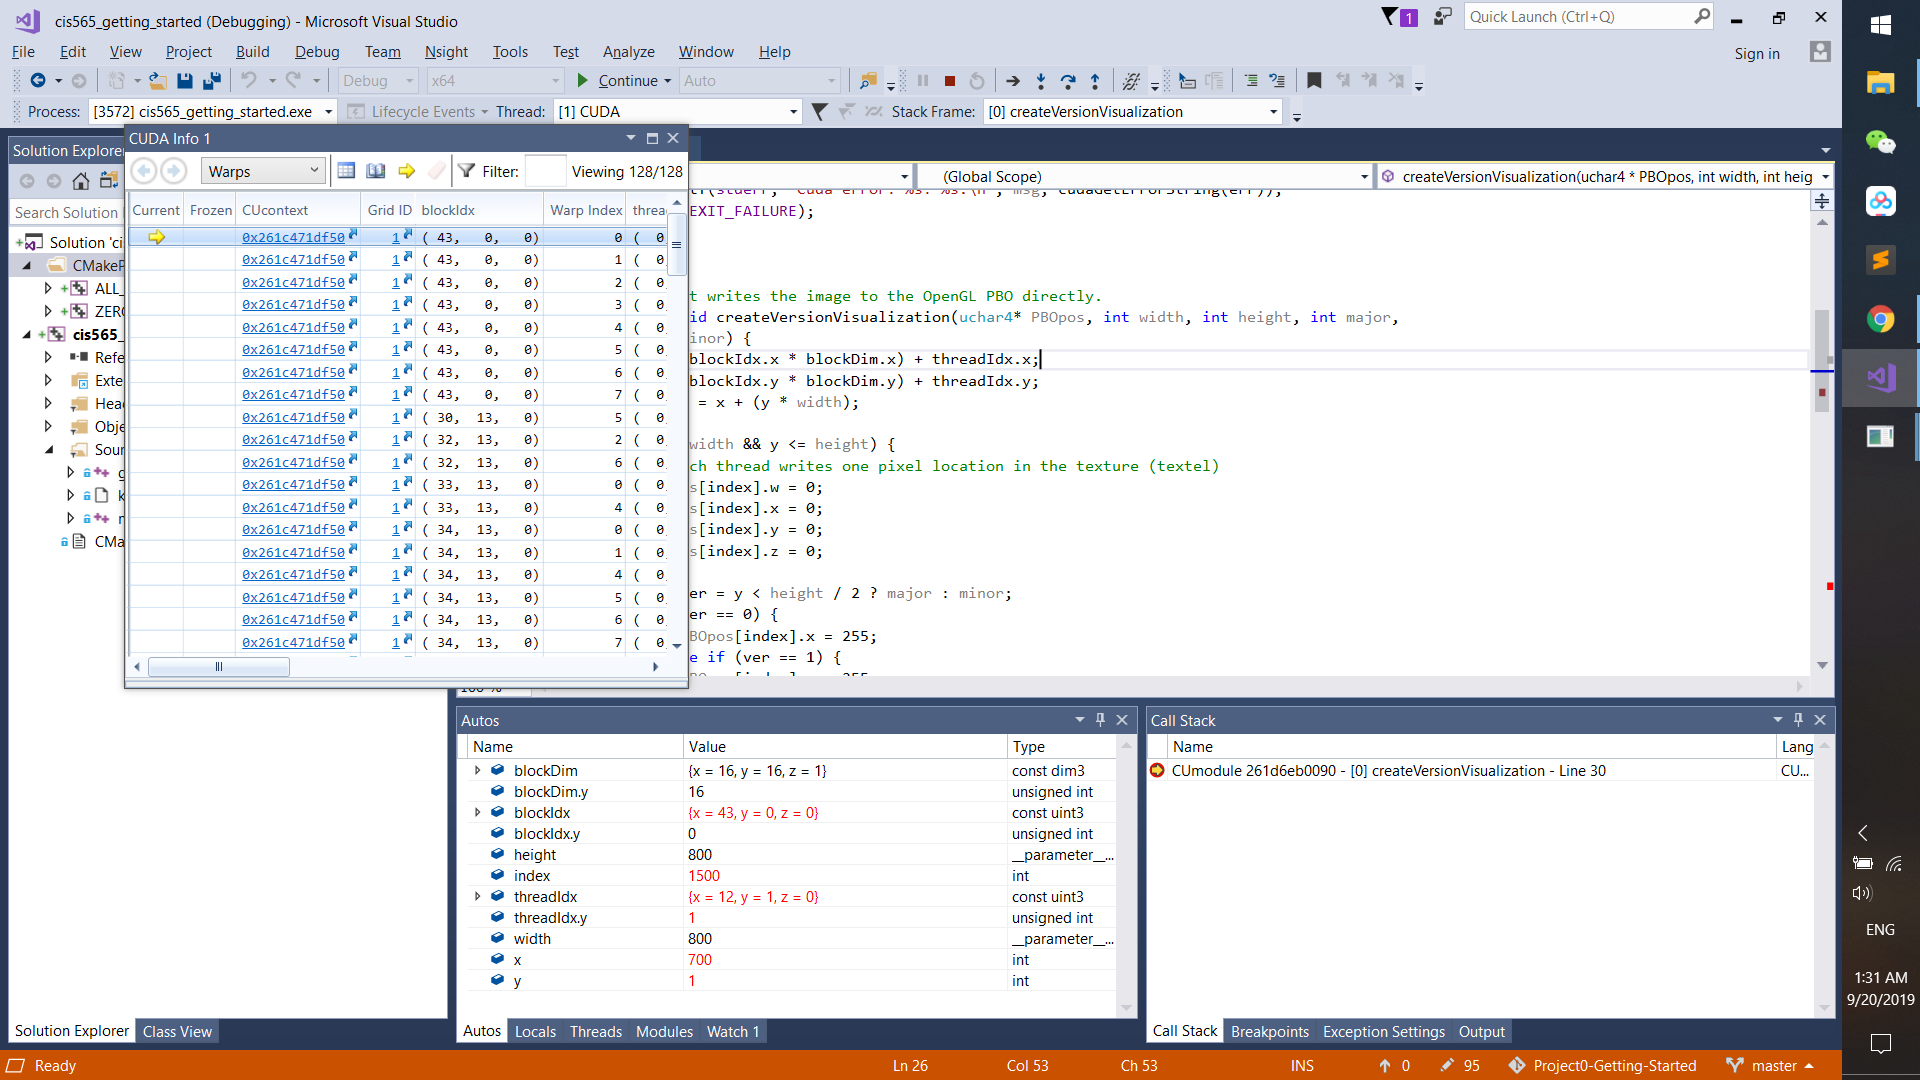 cis565_getting_started (Debugging) - Microsoft Visual Studio
1
Quick Launch (Ctrl+Q)
File Edit View Project Build Debug Team Nsight Tools Test Analyze Window Help
Sign in
Debug x64 Continue Auto
Process: [3572] cis565_getting_started.exe Lifecycle Events Thread: [1] CUDA Stack Frame: [0] createVersionVisualization
Solution Explorer
Search Solution
Solution 'ci
CMakeP
ALL_
ZERO
cis565_
Refe
Exte
Head
Obje
Sour
g
k
CMa
CUDA Info 1
Warps Filter: Viewing 128/128
Current Frozen CUcontext Grid ID blockIdx Warp Index threa
0x261c471df50 1 ( 43, 0, 0) 0 ( 0
0x261c471df50 1 ( 43, 0, 0) 1 ( 0
0x261c471df50 1 ( 43, 0, 0) 2 ( 0
0x261c471df50 1 ( 43, 0, 0) 3 ( 0
0x261c471df50 1 ( 43, 0, 0) 4 ( 0
0x261c471df50 1 ( 43, 0, 0) 5 ( 0
0x261c471df50 1 ( 43, 0, 0) 6 ( 0
0x261c471df50 1 ( 43, 0, 0) 7 ( 0
0x261c471df50 1 ( 30, 13, 0) 5 ( 0
0x261c471df50 1 ( 32, 13, 0) 2 ( 0
0x261c471df50 1 ( 32, 13, 0) 6 ( 0
0x261c471df50 1 ( 33, 13, 0) 0 ( 0
0x261c471df50 1 ( 33, 13, 0) 4 ( 0
0x261c471df50 1 ( 34, 13, 0) 0 ( 0
0x261c471df50 1 ( 34, 13, 0) 1 ( 0
0x261c471df50 1 ( 34, 13, 0) 4 ( 0
0x261c471df50 1 ( 34, 13, 0) 5 ( 0
0x261c471df50 1 ( 34, 13, 0) 6 ( 0
0x261c471df50 1 ( 34, 13, 0) 7 ( 0
(Global Scope) createVersionVisualization(uchar4 * PBOpos, int width, int heig
EXIT_FAILURE);
t writes the image to the OpenGL PBO directly.
id createVersionVisualization(uchar4* PBOpos, int width, int height, int major,
inor) {
blockIdx.x * blockDim.x) + threadIdx.x;
blockIdx.y * blockDim.y) + threadIdx.y;
= x + (y * width);
width && y <= height) {
ch thread writes one pixel location in the texture (textel)
s[index].w = 0;
s[index].x = 0;
s[index].y = 0;
s[index].z = 0;
er = y < height / 2 ? major : minor;
er == 0) {
BOpos[index].x = 255;
e if (ver == 1) {
Autos
Name Value Type
blockDim {x = 16, y = 16, z = 1} const dim3
blockDim.y 16 unsigned int
blockIdx {x = 43, y = 0, z = 0} const uint3
blockIdx.y 0 unsigned int
height 800 __parameter__...
index 1500 int
threadIdx {x = 12, y = 1, z = 0} const uint3
threadIdx.y 1 unsigned int
width 800 __parameter__...
x 700 int
y 1 int
Autos Locals Threads Modules Watch 1
Call Stack
Name Lang
CUmodule 261d6eb0090 - [0] createVersionVisualization - Line 30 CU...
Call Stack Breakpoints Exception Settings Output
Solution Explorer Class View
Ready Ln 26 Col 53 Ch 53 INS 0 95 Project0-Getting-Started master
ENG
1:31 AM
9/20/2019